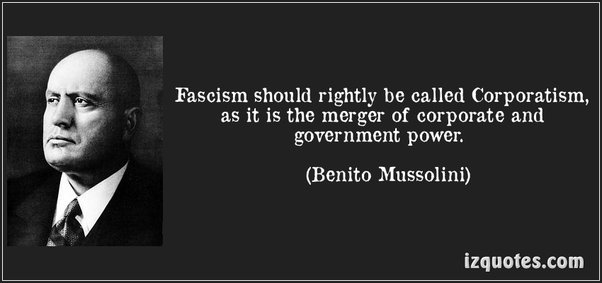 Fascism should rightly be called Corporatism,
as it is the merger of corporate and
government power.
(Benito Mussolini)
izquotes.com